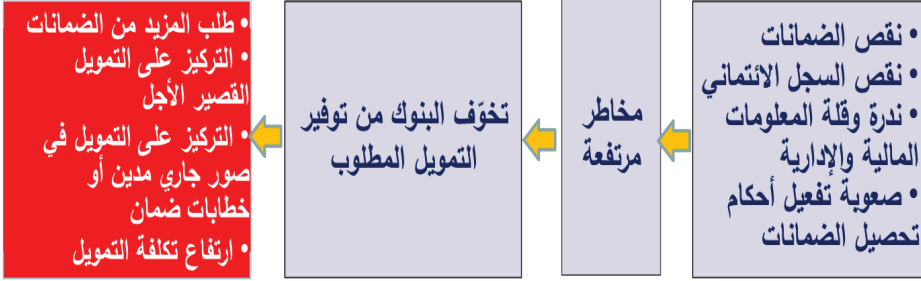 • نقص الضمانات
• نقص السجل الائتماني
• ندرة وقلة المعلومات
المالية والإدارية
• صعوبة تفعيل أحكام
تحصيل الضمانات
مخاطر
مرتفعة
تخوّف البنوك من توفير
التمويل المطلوب
• طلب المزيد من الضمانات
• التركيز على التمويل
القصير الأجل
• التركيز على التمويل في
صور جاري مدين أو
خطابات ضمان
• ارتفاع تكلفة التمويل